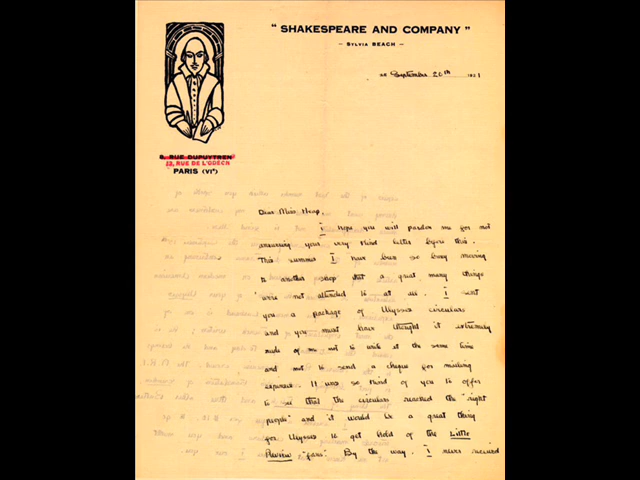 "SHAKESPEARE AND COMPANY"
– SYLVIA BEACH –
le September 20th 1921
8, RUE DUPUYTREN
12, RUE DE L'ODÉON
PARIS (VIe)
Dear Miss Heap,
I hope you will pardon me for not
answering your very kind letter before this.
This summer I have been so busy moving
to another shop that a great many things
were not attended to at all. I sent
you a package of Ulysses circulars
and you must have thought it extremely
rude of me not to write at the same time
and not to send a cheque for mailing
expenses. It was so kind of you to offer
to see that the circulars reached the "right
people" and it would be a great thing
for Ulysses to get hold of the Little
Review "fans". By the way, I never received